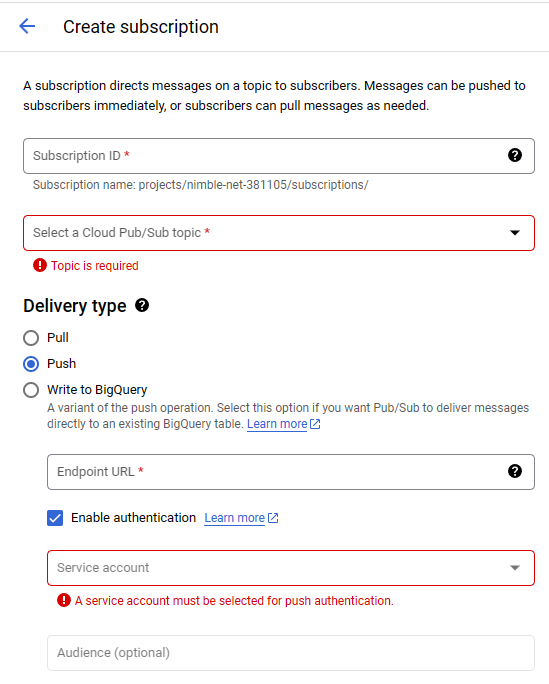 Create subscription
A subscription directs messages on a topic to subscribers. Messages can be pushed to
subscribers immediately, or subscribers can pull messages as needed.
Subscription ID *
Subscription name: projects/nimble-net-381105/subscriptions/
Select a Cloud Pub/Sub topic *
Topic is required
Delivery type
Pull
Push
Write to BigQuery
A variant of the push operation. Select this option if you want Pub/Sub to deliver messages
directly to an existing BigQuery table. Learn more
Endpoint URL *
Enable authentication Learn more
Service account
A service account must be selected for push authentication.
Audience (optional)